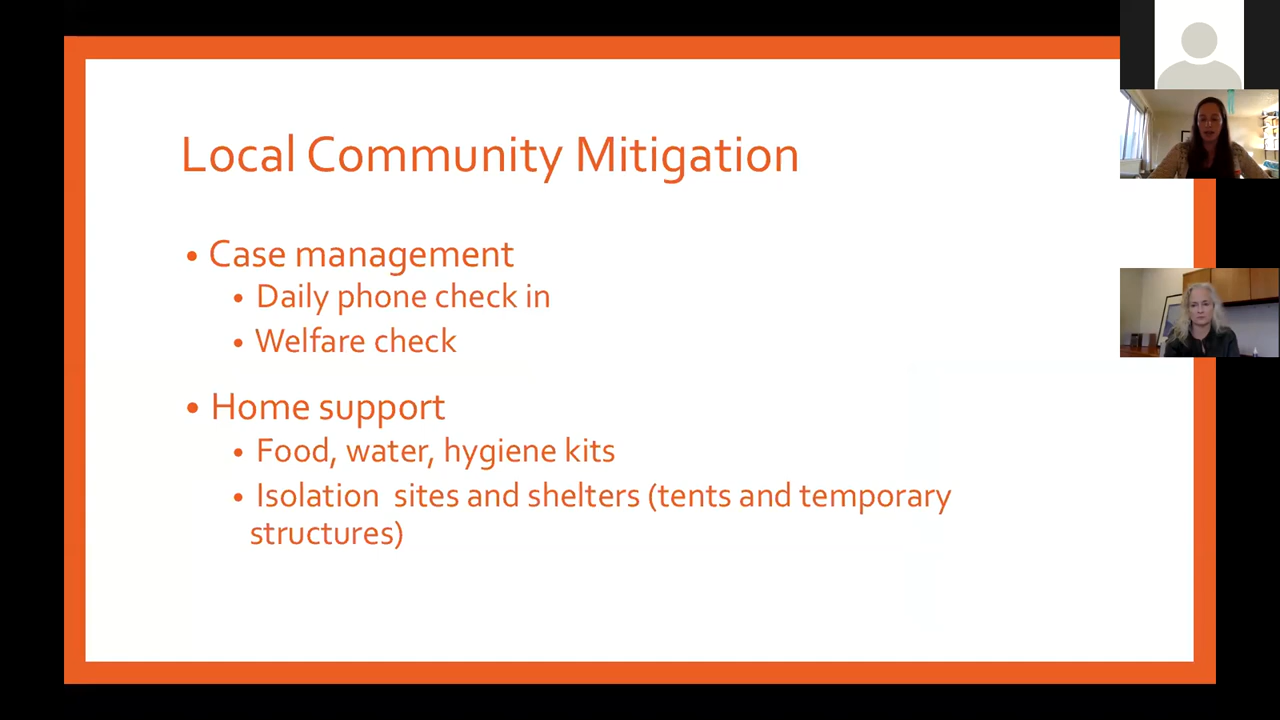 Local Community Mitigation
• Case management
• Daily phone check in
• Welfare check
• Home support
• Food, water, hygiene kits
• Isolation  sites and shelters (tents and temporary
structures)